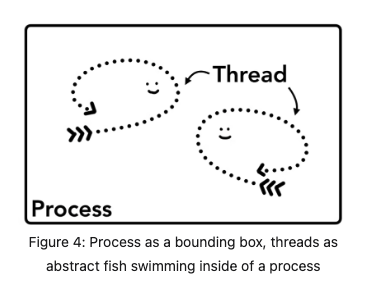 Thread
Process
Figure 4: Process as a bounding box, threads as
abstract fish swimming inside of a process